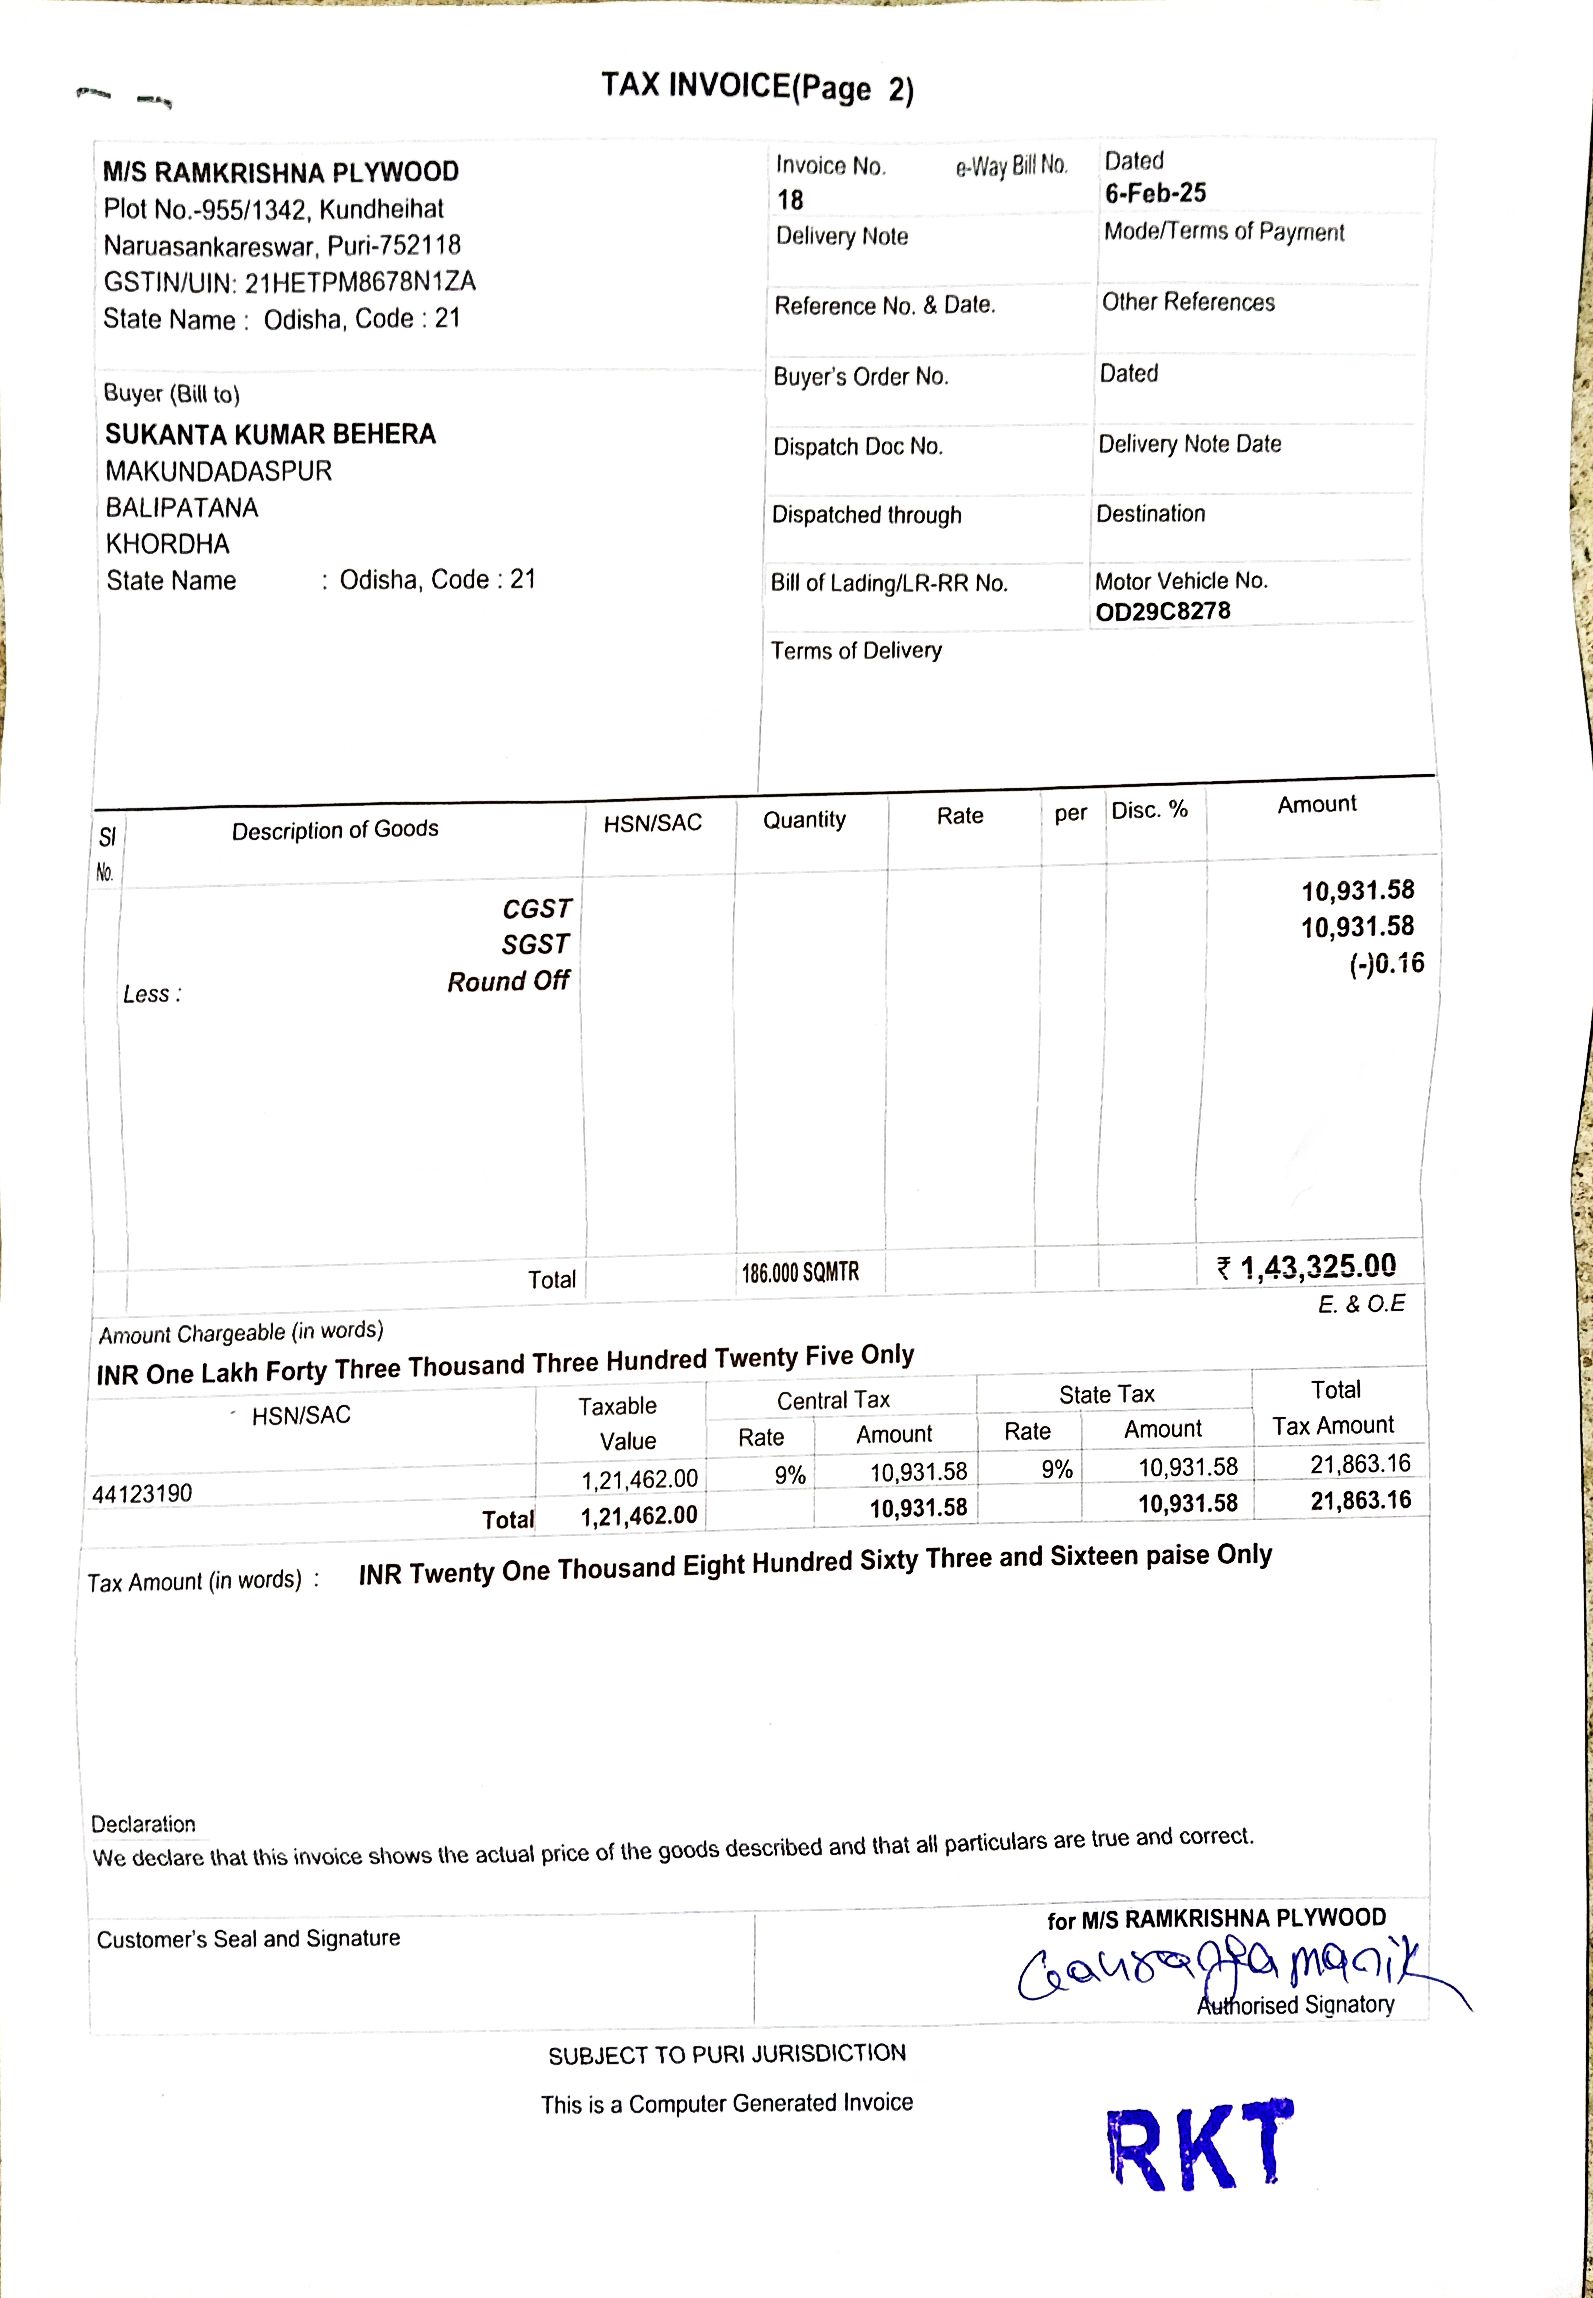 TAX INVOICE(Page 2)
M/S RAMKRISHNA PLYWOOD
Plot No.-955/1342, Kundheihat
Naruasankareswar, Puri-752118
GSTIN/UIN: 21HETPM8678N1ZA
State Name : Odisha, Code : 21
Buyer (Bill to)
SUKANTA KUMAR BEHERA
MAKUNDADASPUR
BALIPATANA
KHORDHA
State Name : Odisha, Code : 21
Invoice No. e-Way Bill No. Dated
18 6-Feb-25
Delivery Note Mode/Terms of Payment
Reference No. & Date. Other References
Buyer's Order No. Dated
Dispatch Doc No. Delivery Note Date
Dispatched through Destination
Bill of Lading/LR-RR No. Motor Vehicle No.
OD29C8278
Terms of Delivery
Sl Description of Goods HSN/SAC Quantity Rate per Disc. % Amount
No.
CGST 10,931.58
SGST 10,931.58
Less : Round Off (-)0.16
Total 186.000 SQMTR ₹ 1,43,325.00
E. & O.E
Amount Chargeable (in words)
INR One Lakh Forty Three Thousand Three Hundred Twenty Five Only
HSN/SAC Taxable Central Tax State Tax Total
Value Rate Amount Rate Amount Tax Amount
44123190 1,21,462.00 9% 10,931.58 9% 10,931.58 21,863.16
Total 1,21,462.00 10,931.58 10,931.58 21,863.16
Tax Amount (in words) : INR Twenty One Thousand Eight Hundred Sixty Three and Sixteen paise Only
Declaration
We declare that this invoice shows the actual price of the goods described and that all particulars are true and correct.
Customer's Seal and Signature
for M/S RAMKRISHNA PLYWOOD
Authorised Signatory
SUBJECT TO PURI JURISDICTION
This is a Computer Generated Invoice
RKT